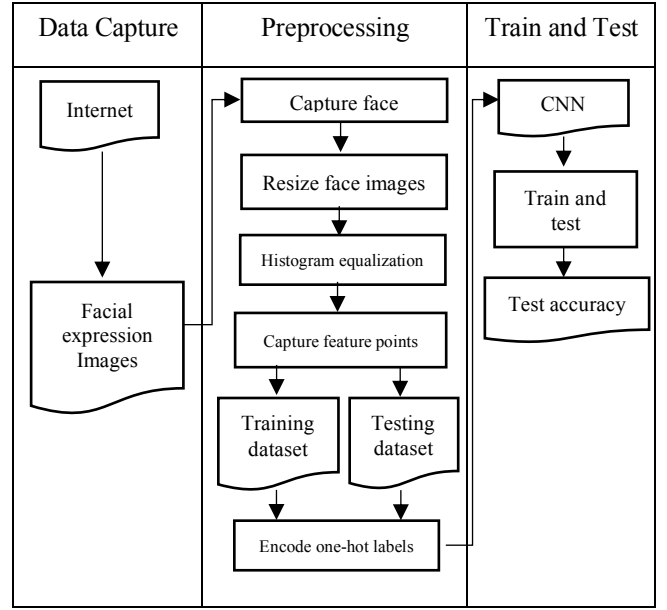 Data Capture
Preprocessing
Train and Test
Internet
Facial
expression
Images
Capture face
Resize face images
Histogram equalization
Capture feature points
Training
dataset
Testing
dataset
Encode one-hot labels
CNN
Train and
test
Test accuracy